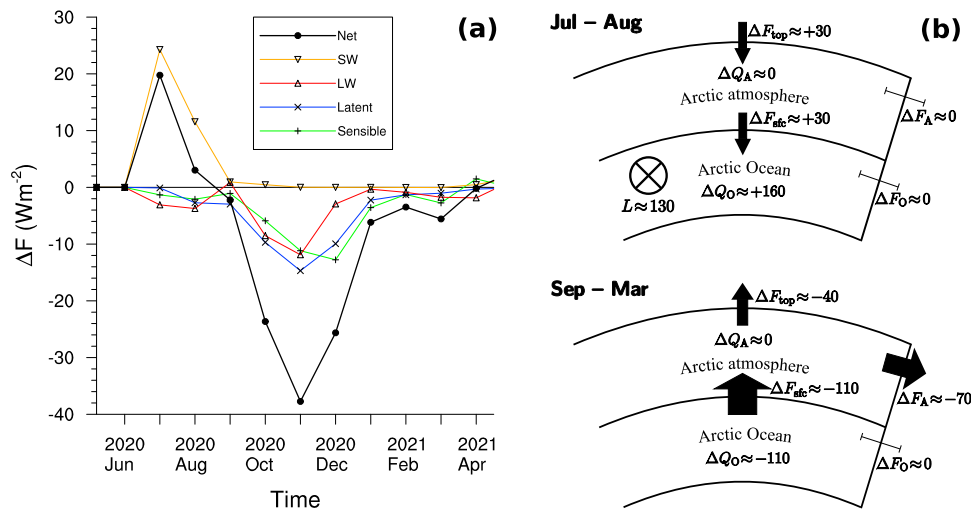 (a)
30
20
10
0
-10
-20
-30
-40
ΔF (Wm⁻²)
Net
SW
LW
Latent
Sensible
2020 2020 2020 2020 2021 2021
Jun Aug Oct Dec Feb Apr
Time
(b)
Jul – Aug
ΔF_top≈+30
ΔQ_A≈0
Arctic atmosphere
ΔF_A≈0
ΔF_sfc≈+30
Arctic Ocean
ΔQ_O≈+160
L≈130
ΔF_O≈0
Sep – Mar
ΔF_top≈−40
ΔQ_A≈0
Arctic atmosphere
ΔF_sfc≈−110
ΔF_A≈−70
Arctic Ocean
ΔQ_O≈−110
ΔF_O≈0